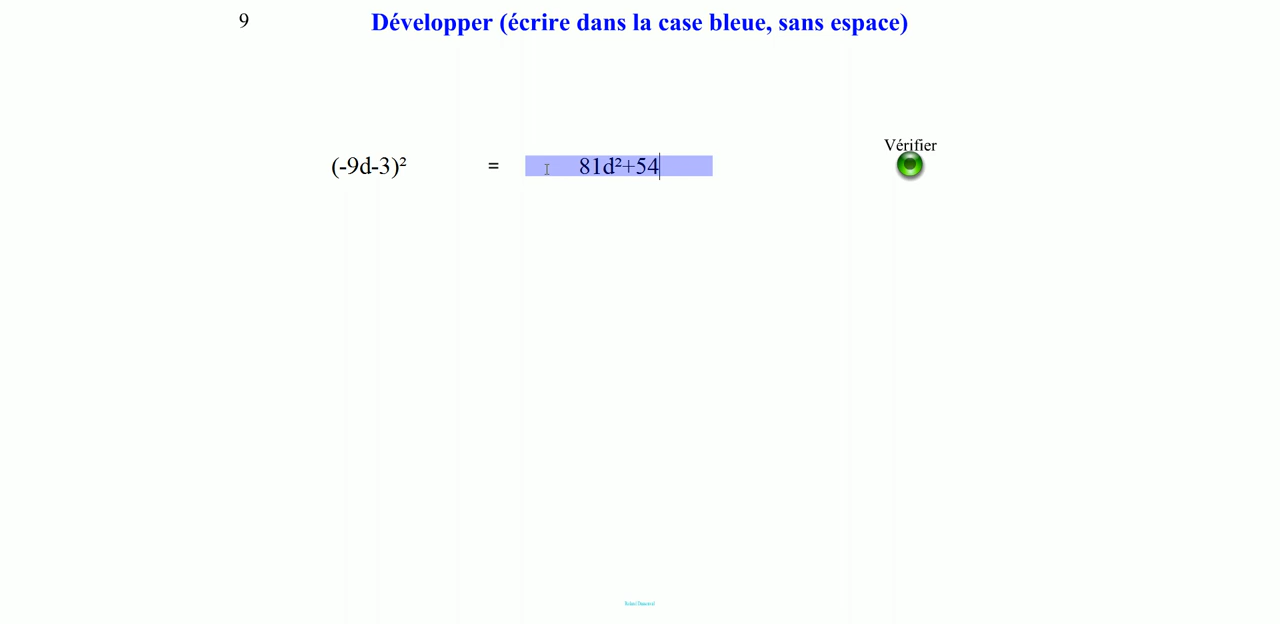 9
Développer (écrire dans la case bleue, sans espace)
Vérifier
(-9d-3)² = 81d²+54